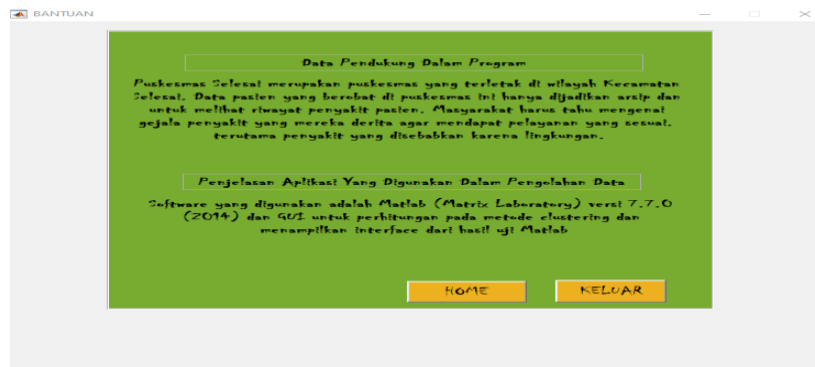 BANTUAN
Data Pendukung Dalam Program
Puskesmas Selesai merupakan puskesmas yang terletak di wilayah Kecamatan
Selesai. Data pasien yang berobat di puskesmas ini hanya dijadikan arsip dan
untuk melihat riwayat penyakit pasien. Masyarakat harus tahu mengenai
gejala penyakit yang mereka derita agar mendapat pelayanan yang sesuai,
terutama penyakit yang disebabkan karena lingkungan.
Penjelasan Aplikasi Yang Digunakan Dalam Pengolahan Data
Software yang digunakan adalah Matlab (Matrix Laboratory) versi 7.7.0
(2014) dan GUI untuk perhitungan pada metode clustering dan
menampilkan interface dari hasil uji Matlab
HOME
KELUAR